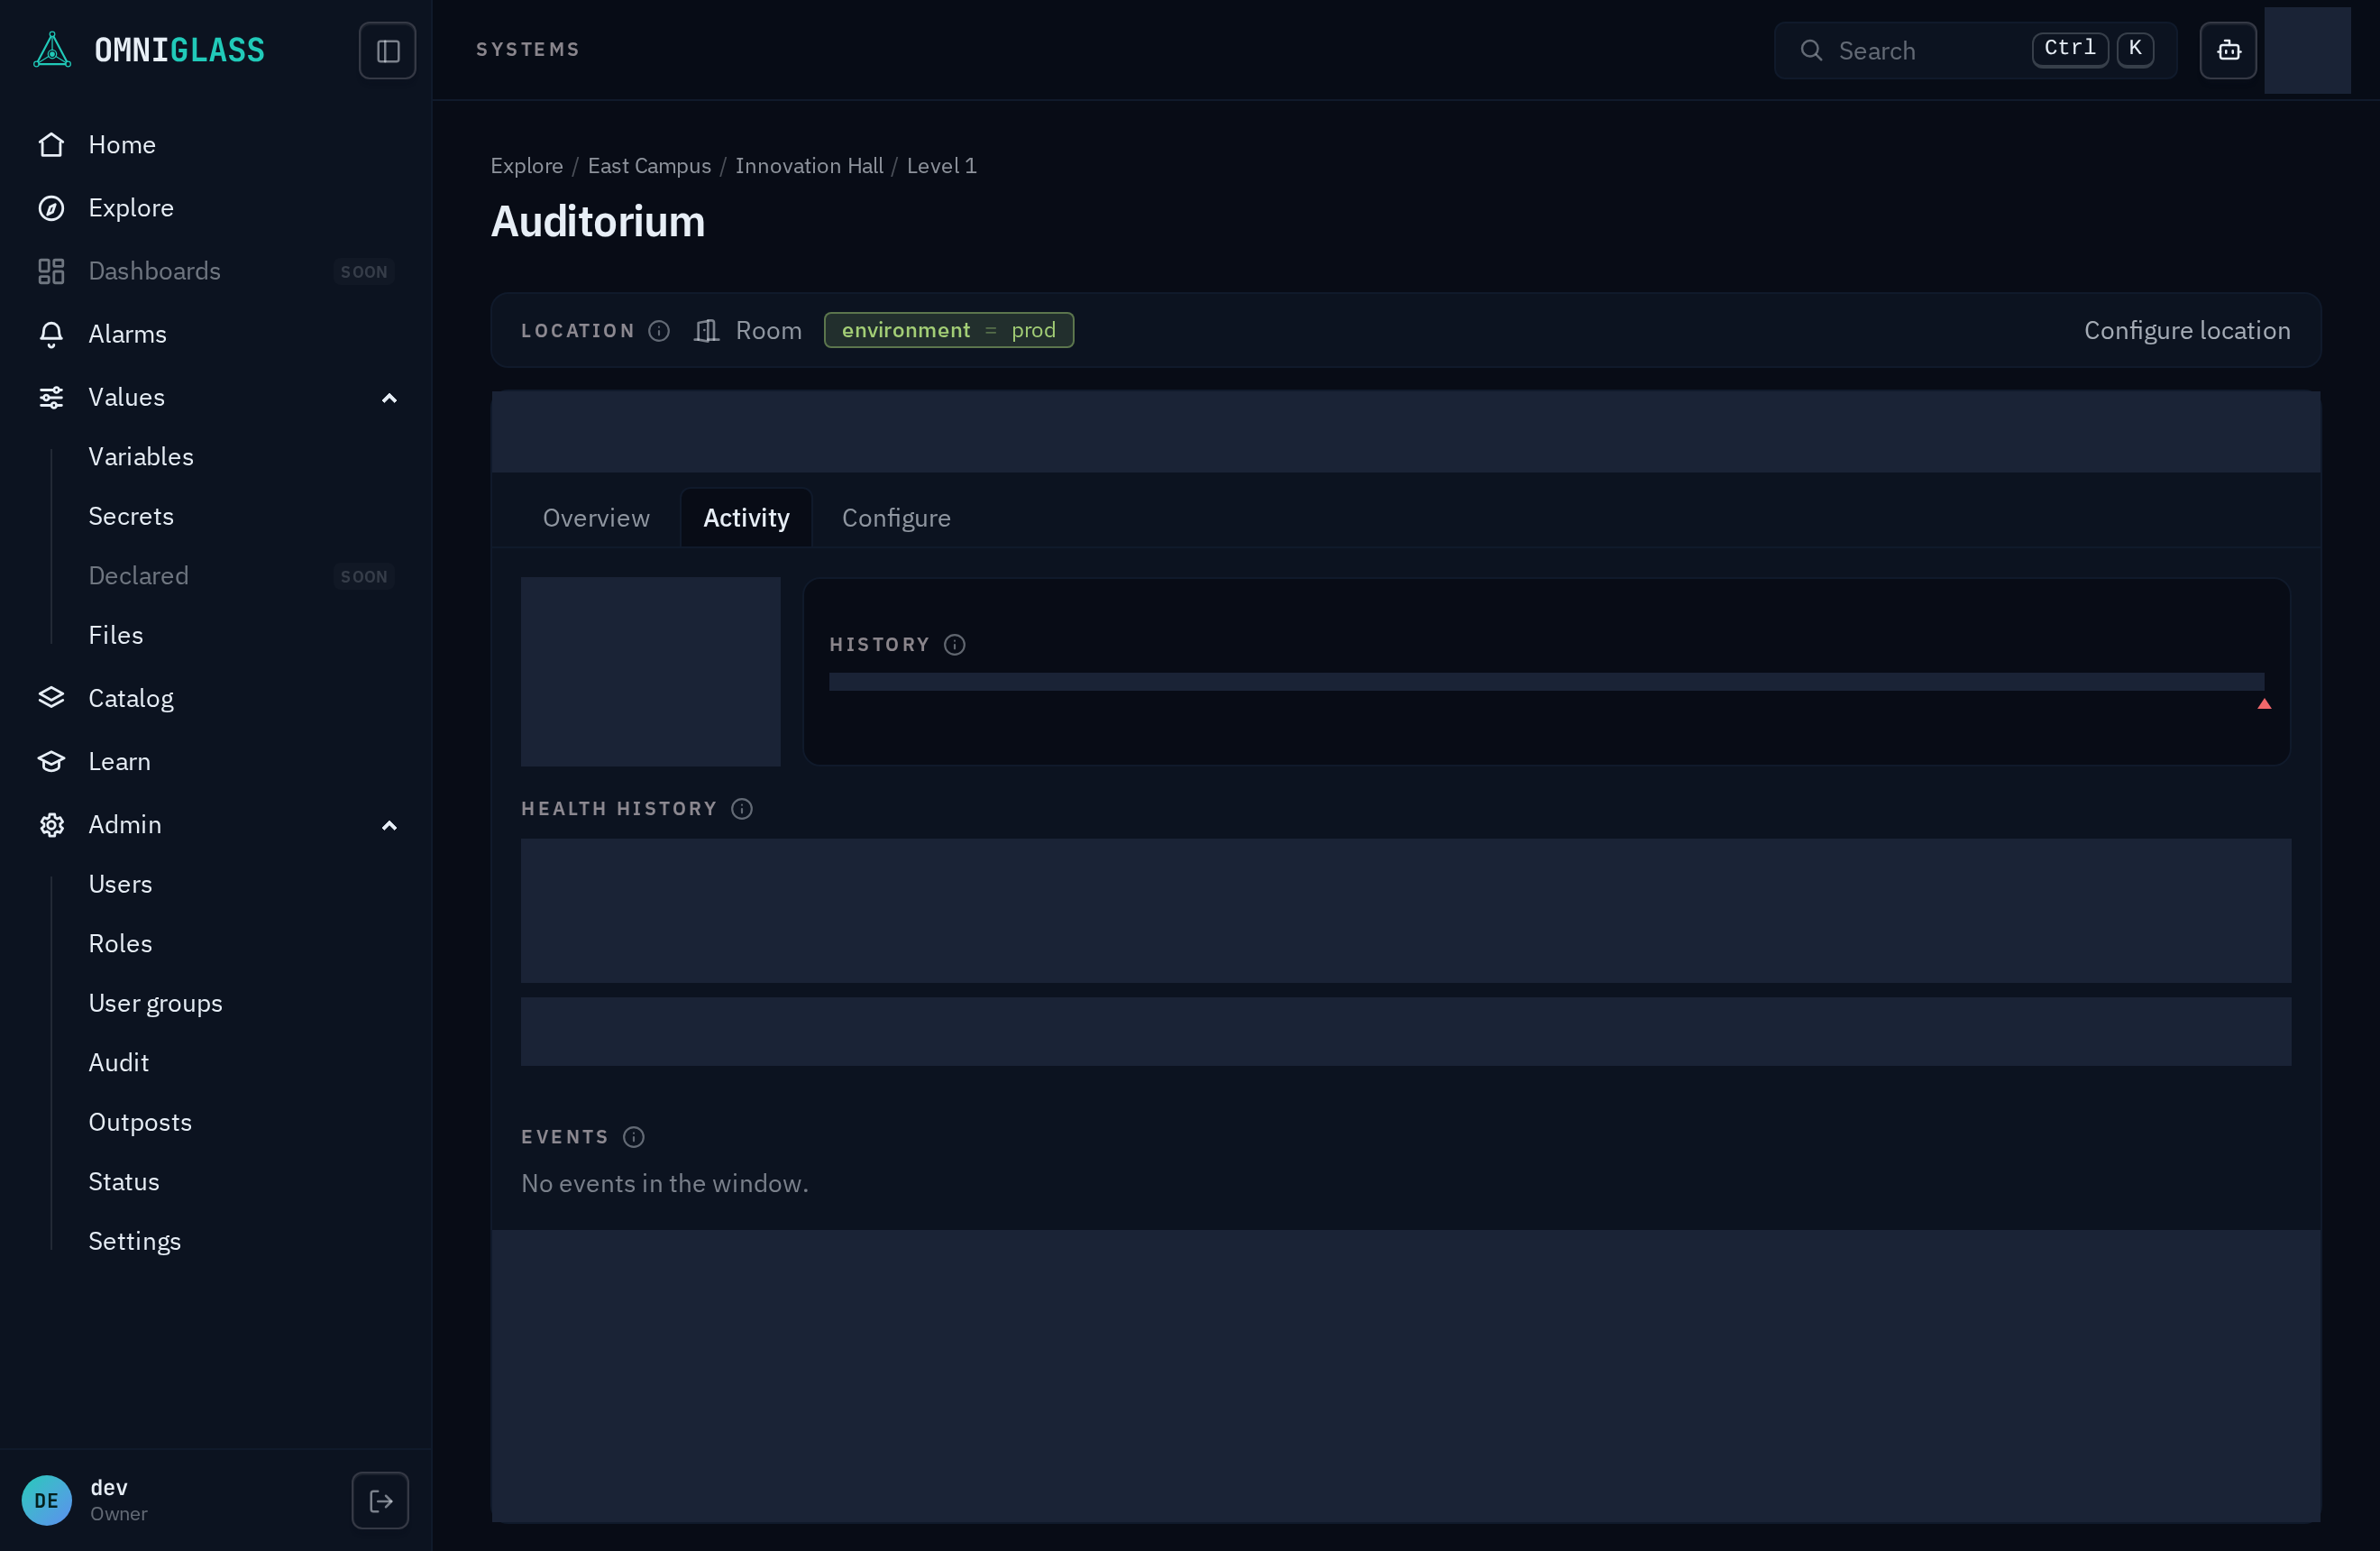 OMNIGLASS
SYSTEMS
Search
Ctrl K
Home
Explore
Dashboards SOON
Alarms
Values
Variables
Secrets
Declared SOON
Files
Catalog
Learn
Admin
Users
Roles
User groups
Audit
Outposts
Status
Settings
DE
dev
Owner
Explore / East Campus / Innovation Hall / Level 1
Auditorium
LOCATION Room environment = prod Configure location
Overview Activity Configure
HISTORY
HEALTH HISTORY
EVENTS
No events in the window.